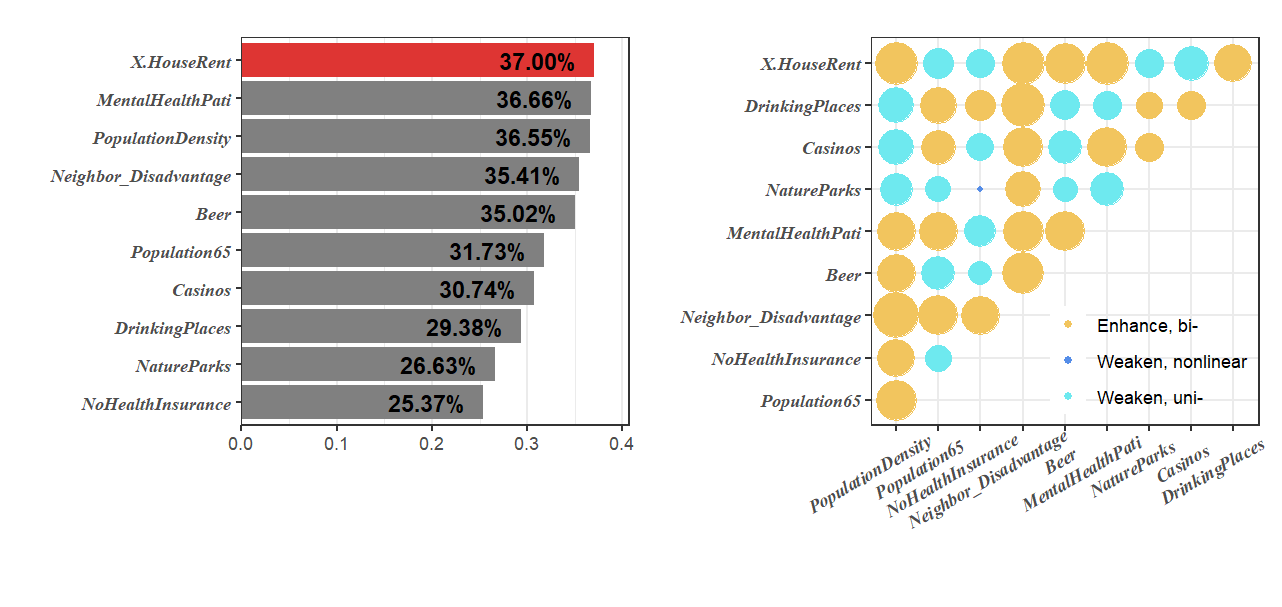 X.HouseRent
37.00%
MentalHealthPati
36.66%
PopulationDensity
36.55%
Neighbor_Disadvantage
35.41%
Beer
35.02%
Population65
31.73%
Casinos
30.74%
DrinkingPlaces
29.38%
NatureParks
26.63%
NoHealthInsurance
25.37%
0.0 0.1 0.2 0.3 0.4
X.HouseRent
DrinkingPlaces
Casinos
NatureParks
MentalHealthPati
Beer
Neighbor_Disadvantage
NoHealthInsurance
Population65
Enhance, bi-
Weaken, nonlinear
Weaken, uni-
PopulationDensity
Population65
NoHealthInsurance
Neighbor_Disadvantage
Beer
MentalHealthPati
NatureParks
Casinos
DrinkingPlaces